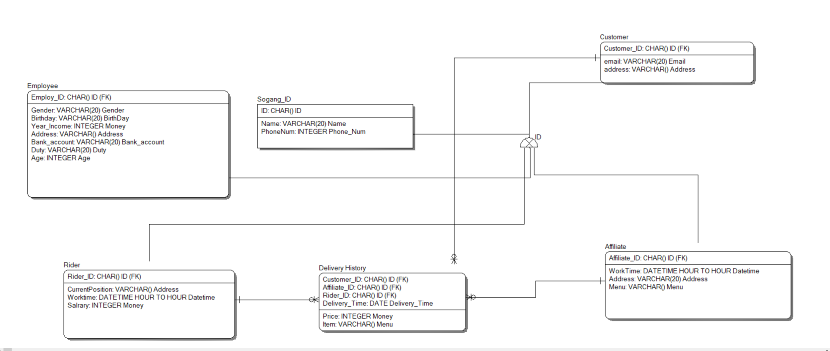 Customer
Customer_ID: CHAR() ID (FK)
email: VARCHAR(20) Email
address: VARCHAR() Address
Employee
Employ_ID: CHAR() ID (FK)
Gender: VARCHAR(20) Gender
Birthday: VARCHAR(20) BirthDay
Year_Income: INTEGER Money
Address: VARCHAR() Address
Bank_account: VARCHAR(20) Bank_account
Duty: VARCHAR(20) Duty
Age: INTEGER Age
Sogang_ID
ID: CHAR() ID
Name: VARCHAR(20) Name
PhoneNum: INTEGER Phone_Num
ID
Rider
Rider_ID: CHAR() ID (FK)
CurrentPosition: VARCHAR() Address
Worktime: DATETIME HOUR TO HOUR Datetime
Salrary: INTEGER Money
Delivery History
Customer_ID: CHAR() ID (FK)
Affiliate_ID: CHAR() ID (FK)
Rider_ID: CHAR() ID (FK)
Delivery_Time: DATE Delivery_Time
Price: INTEGER Money
Item: VARCHAR() Menu
Affiliate
Affiliate_ID: CHAR() ID (FK)
WorkTime: DATETIME HOUR TO HOUR Datetime
Address: VARCHAR(20) Address
Menu: VARCHAR() Menu